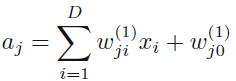 a_j = \sum_{i=1}^{D} w_{ji}^{(1)} x_i + w_{j0}^{(1)}